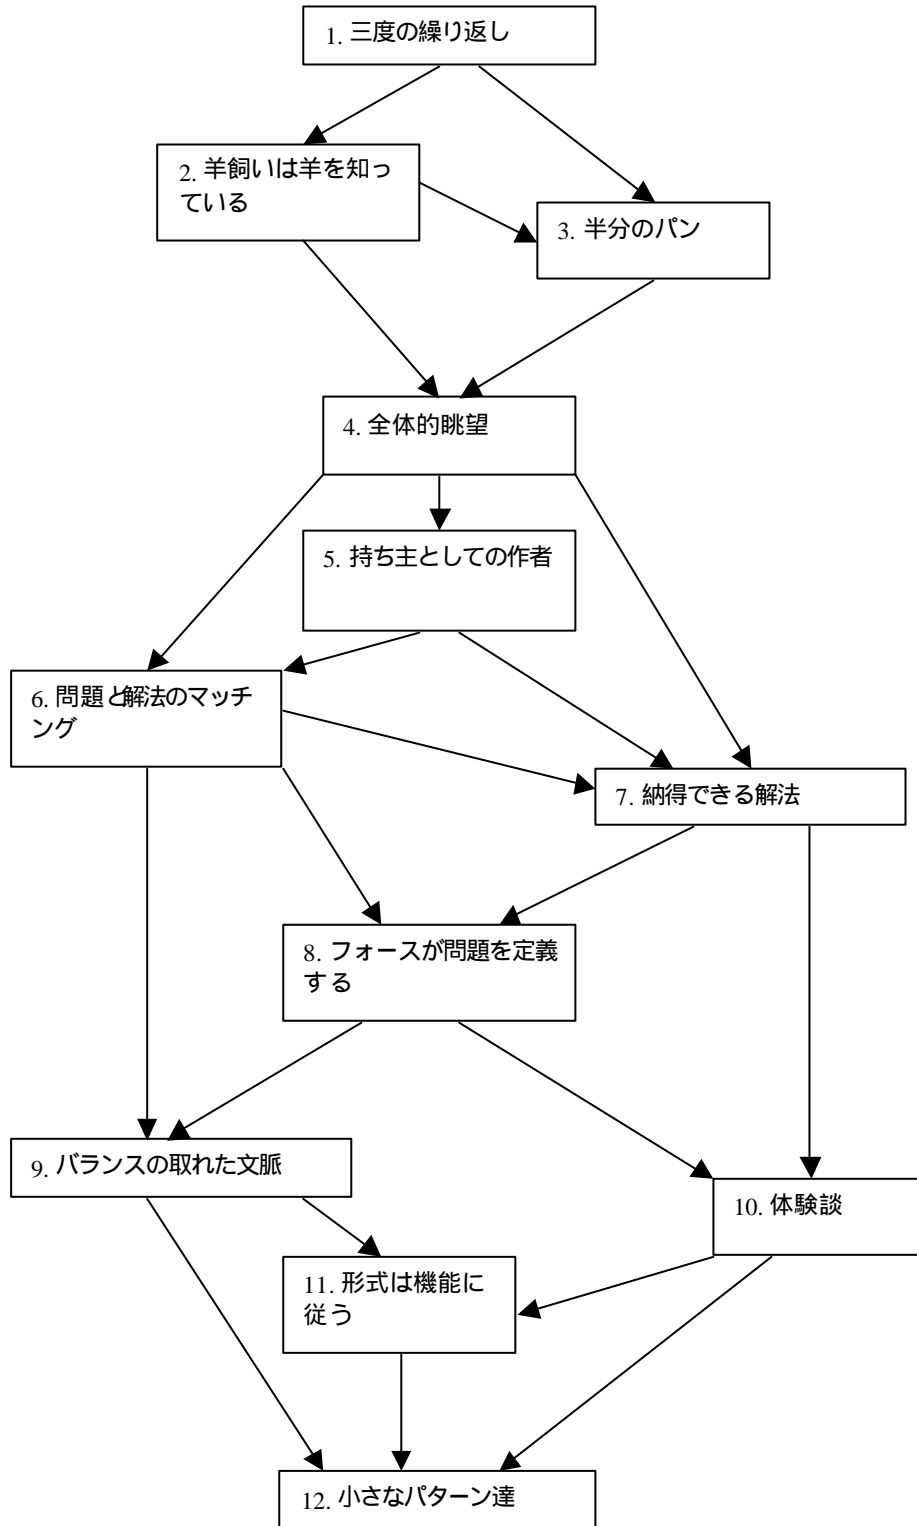 1. 三度の繰り返し
2. 羊飼いは羊を知っ
ている
3. 半分のパン
4. 全体的眺望
5. 持ち主としての作者
6. 問題と解法のマッチ
ング
7. 納得できる解法
8. フォースが問題を定義
する
9. バランスの取れた文脈
10. 体験談
11. 形式は機能に
従う
12. 小さなパターン達